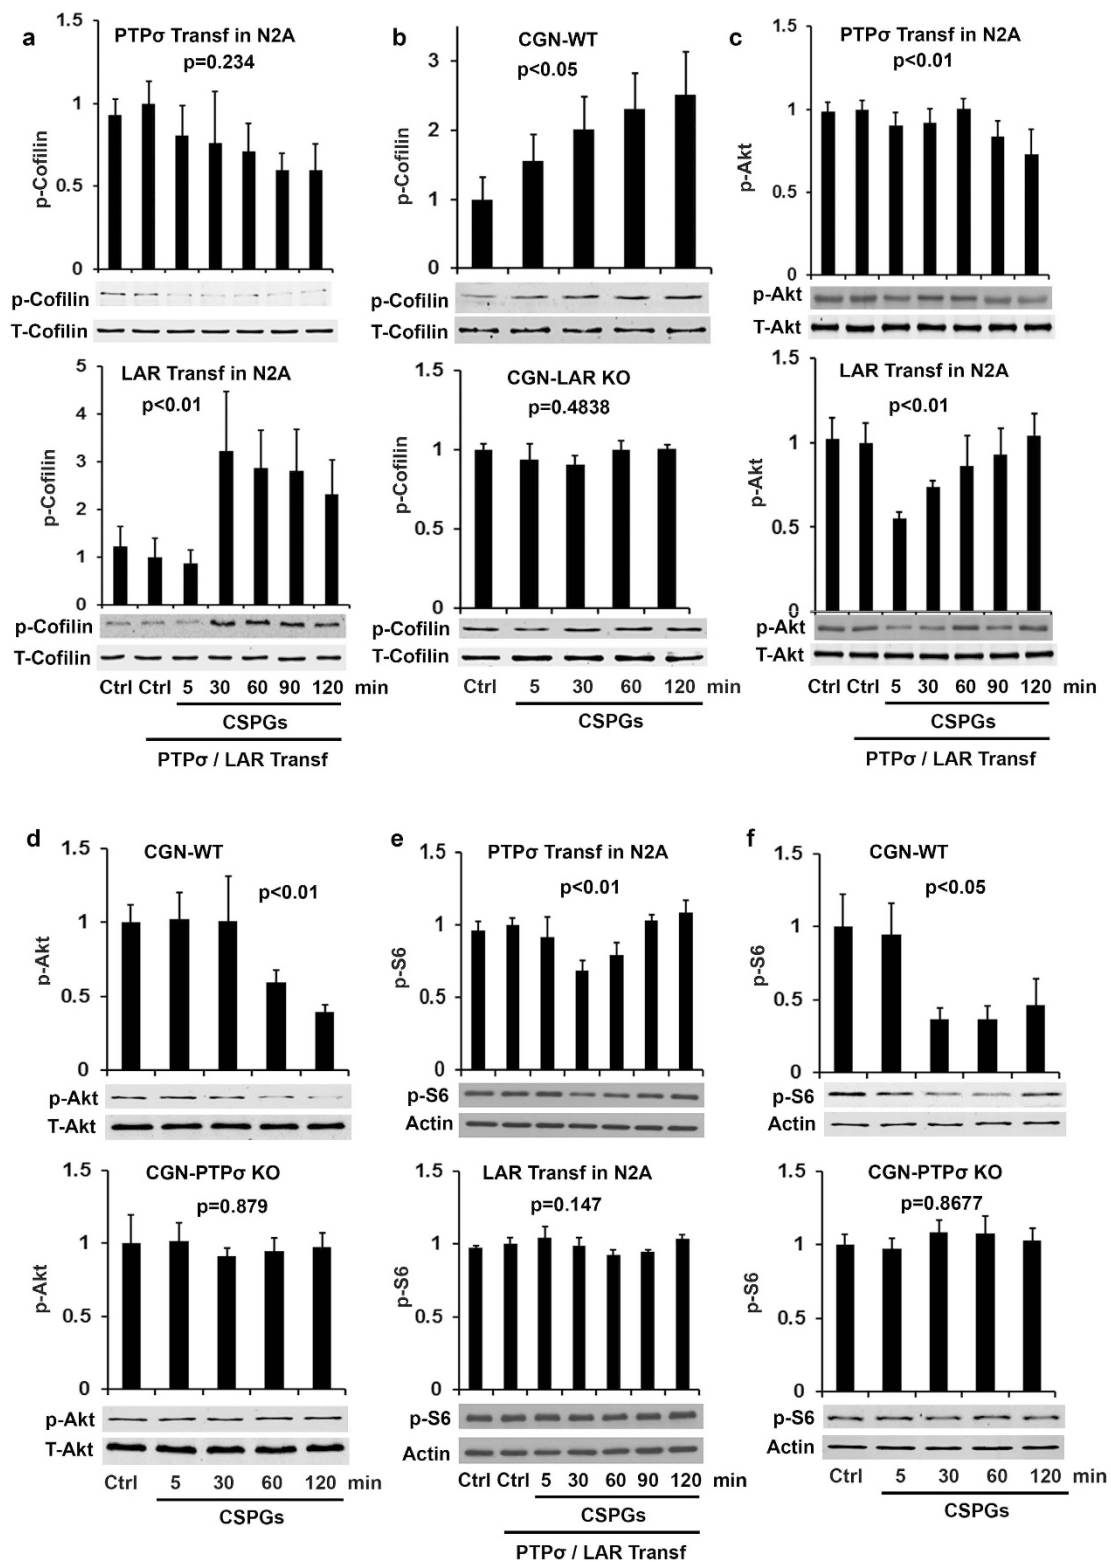 a
PTPσ Transf in N2A
p=0.234
1.5
1
0.5
0
p-Cofilin
p-Cofilin
T-Cofilin
LAR Transf in N2A
p<0.01
5
4
3
2
1
0
p-Cofilin
p-Cofilin
T-Cofilin
Ctrl Ctrl 5 30 60 90 120 min
CSPGs
PTPσ / LAR Transf
b
CGN-WT
p<0.05
3
2
1
0
p-Cofilin
p-Cofilin
T-Cofilin
CGN-LAR KO
p=0.4838
1.5
1
0.5
0
p-Cofilin
p-Cofilin
T-Cofilin
Ctrl 5 30 60 120 min
CSPGs
c
PTPσ Transf in N2A
p<0.01
1.5
1
0.5
0
p-Akt
p-Akt
T-Akt
LAR Transf in N2A
p<0.01
1.5
1
0.5
0
p-Akt
p-Akt
T-Akt
Ctrl Ctrl 5 30 60 90 120 min
CSPGs
PTPσ / LAR Transf
d
CGN-WT
p<0.01
1.5
1
0.5
0
p-Akt
p-Akt
T-Akt
CGN-PTPσ KO
p=0.879
1.5
1
0.5
0
p-Akt
p-Akt
T-Akt
Ctrl 5 30 60 120 min
CSPGs
e
PTPσ Transf in N2A
p<0.01
1.5
1
0.5
0
p-S6
p-S6
Actin
LAR Transf in N2A
p=0.147
1.5
1
0.5
0
p-S6
p-S6
Actin
Ctrl Ctrl 5 30 60 90 120 min
CSPGs
PTPσ / LAR Transf
f
CGN-WT
p<0.05
1.5
1
0.5
0
p-S6
p-S6
Actin
CGN-PTPσ KO
p=0.8677
1.5
1
0.5
0
p-S6
p-S6
Actin
Ctrl 5 30 60 120 min
CSPGs